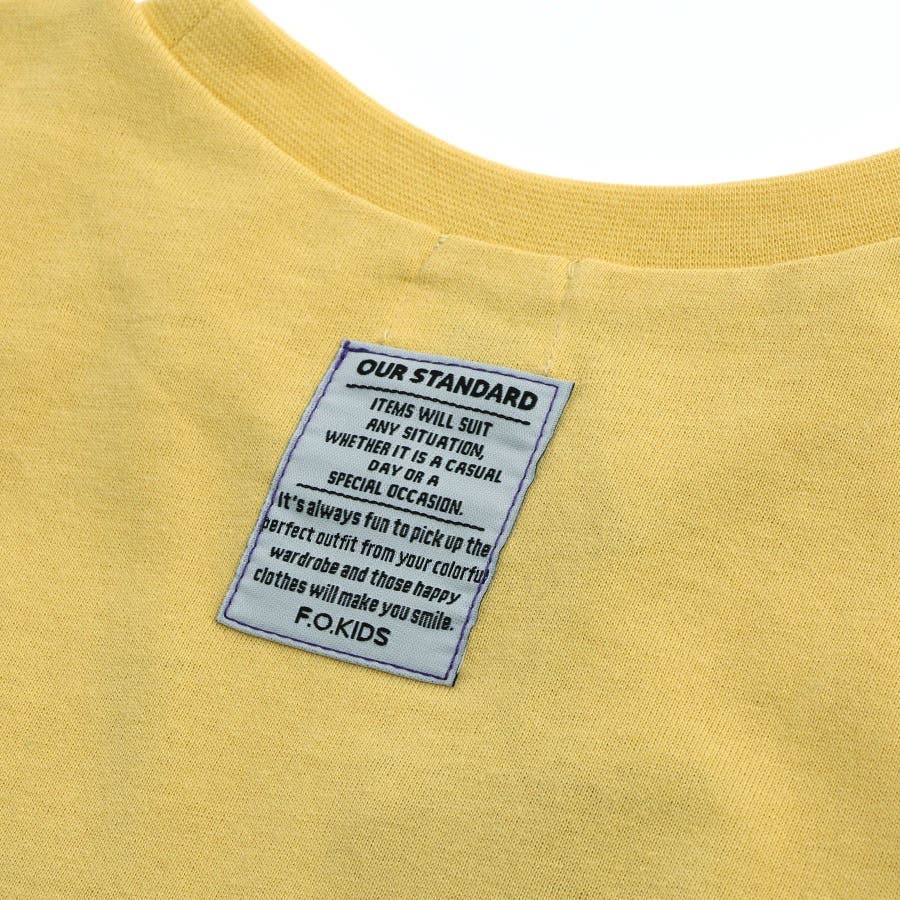 OUR STANDARD
ITEMS WILL SUIT
ANY SITUATION,
WHETHER IT IS A CASUAL
DAY OR A
SPECIAL OCCASION.
It's always fun to pick up the
perfect outfit from your colorful
wardrobe and those happy
clothes will make you smile.
F.O.KIDS